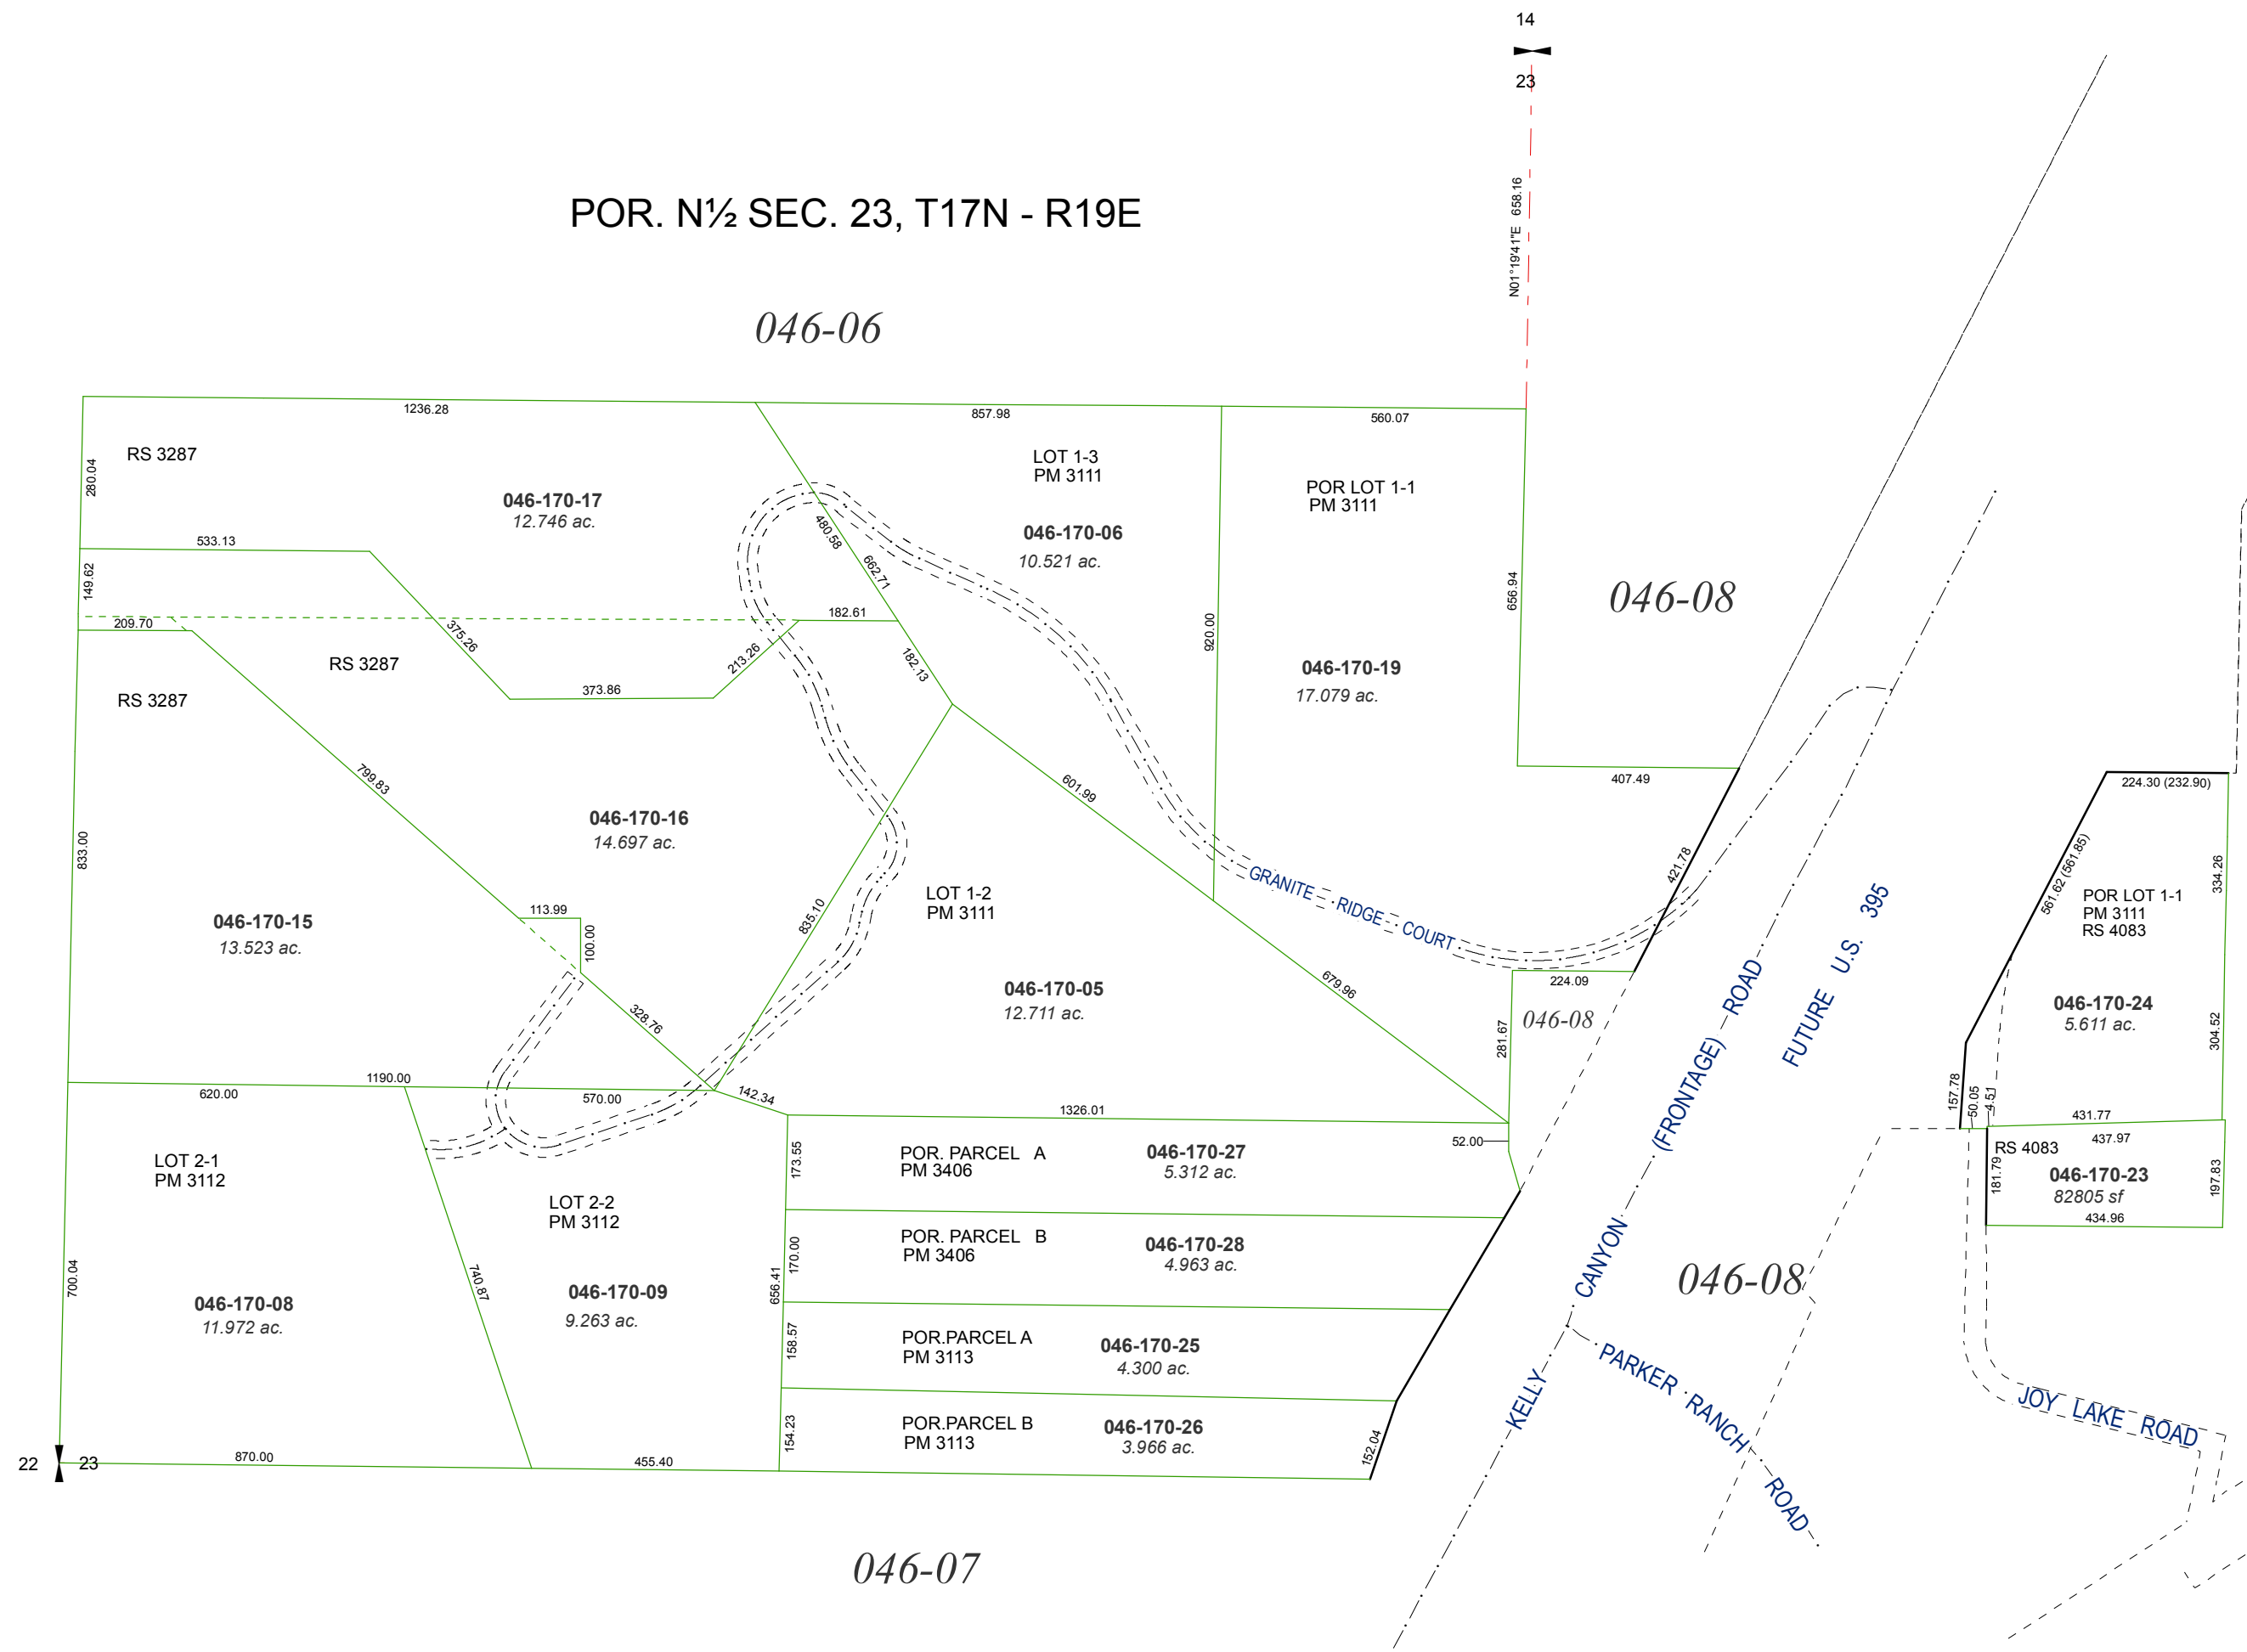 14
23
N01°19'41"E 658.16
POR. N½ SEC. 23, T17N - R19E
046-06
1236.28
857.98
560.07
RS 3287
280.04
046-170-17
12.746 ac.
LOT 1-3
PM 3111
046-170-06
10.521 ac.
POR LOT 1-1
PM 3111
480.58
662.71
533.13
149.62
209.70
375.26
182.61
182.13
213.26
373.86
920.00
656.94
046-08
046-170-19
17.079 ac.
RS 3287
RS 3287
799.83
601.99
407.49
224.30 (232.90)
833.00
046-170-16
14.697 ac.
421.78
561.62 (561.85)
334.26
046-170-15
13.523 ac.
113.99
100.00
835.10
LOT 1-2
PM 3111
GRANITE RIDGE COURT
POR LOT 1-1
PM 3111
RS 4083
046-170-24
5.611 ac.
304.52
046-170-05
12.711 ac.
679.96
224.09
046-08
281.67
328.76
FUTURE U.S. 395
KELLY CANYON (FRONTAGE) ROAD
1190.00
620.00
570.00
142.34
1326.01
52.00
157.78
50.05
4.51
431.77
437.97
RS 4083
046-170-23
82805 sf
181.79
197.83
434.96
LOT 2-1
PM 3112
LOT 2-2
PM 3112
173.55
POR. PARCEL A
PM 3406
046-170-27
5.312 ac.
170.00
POR. PARCEL B
PM 3406
046-170-28
4.963 ac.
656.41
700.04
740.87
046-170-08
11.972 ac.
046-170-09
9.263 ac.
158.57
POR.PARCEL A
PM 3113
046-170-25
4.300 ac.
154.23
POR.PARCEL B
PM 3113
046-170-26
3.966 ac.
152.04
046-08
PARKER RANCH ROAD
JOY LAKE ROAD
22
23
870.00
455.40
046-07